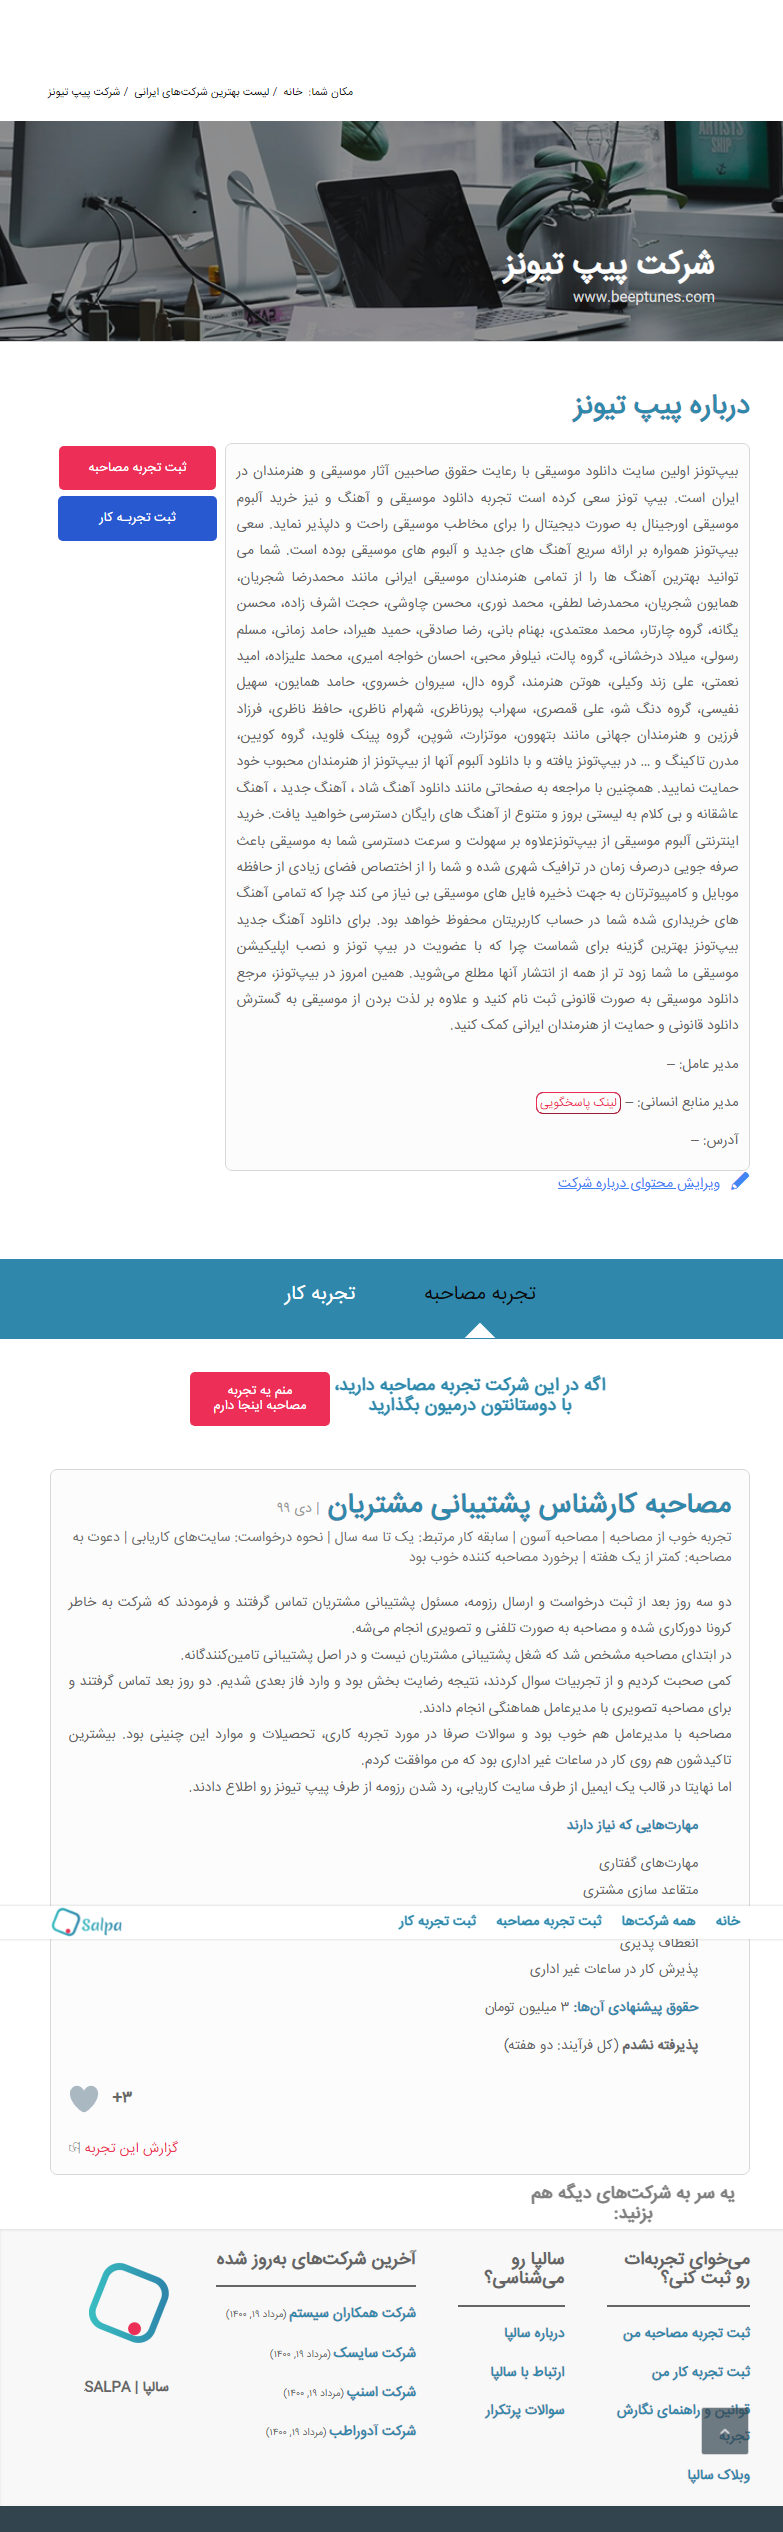 مکان شما: خانه / لیست بهترین شرکت‌های ایرانی / شرکت پیپ تیونز
ARTISTS
SHIP
شرکت پیپ تیونز
www.beeptunes.com
درباره پیپ تیونز
ثبت تجربه مصاحبه
ثبت تجربـه کار
بیپ‌تونز اولین سایت دانلود موسیقی با رعایت حقوق صاحبین آثار موسیقی و هنرمندان در
ایران است. بیپ تونز سعی کرده است تجربه دانلود موسیقی و آهنگ و نیز خرید آلبوم
موسیقی اورجینال به صورت دیجیتال را برای مخاطب موسیقی راحت و دلپذیر نماید. سعی
بیپ‌تونز همواره بر ارائه سریع آهنگ های جدید و آلبوم های موسیقی بوده است. شما می
توانید بهترین آهنگ ها را از تمامی هنرمندان موسیقی ایرانی مانند محمدرضا شجریان،
همایون شجریان، محمدرضا لطفی، محمد نوری، محسن چاوشی، حجت اشرف زاده، محسن
یگانه، گروه چارتار، محمد معتمدی، بهنام بانی، رضا صادقی، حمید هیراد، حامد زمانی، مسلم
رسولی، میلاد درخشانی، گروه پالت، نیلوفر محبی، احسان خواجه امیری، محمد علیزاده، امید
نعمتی، علی زند وکیلی، هوتن هنرمند، گروه دال، سیروان خسروی، حامد همایون، سهیل
نفیسی، گروه دنگ شو، علی قمصری، سهراب پورناظری، شهرام ناظری، حافظ ناظری، فرزاد
فرزین و هنرمندان جهانی مانند بتهوون، موتزارت، شوپن، گروه پینک فلوید، گروه کویین،
مدرن تاکینگ و ... در بیپ‌تونز یافته و با دانلود آلبوم آنها از بیپ‌تونز از هنرمندان محبوب خود
حمایت نمایید. همچنین با مراجعه به صفحاتی مانند دانلود آهنگ شاد ، آهنگ جدید ، آهنگ
عاشقانه و بی کلام به لیستی بروز و متنوع از آهنگ های رایگان دسترسی خواهید یافت. خرید
اینترنتی آلبوم موسیقی از بیپ‌تونزعلاوه بر سهولت و سرعت دسترسی شما به موسیقی باعث
صرفه جویی درصرف زمان در ترافیک شهری شده و شما را از اختصاص فضای زیادی از حافظه
موبایل و کامپیوترتان به جهت ذخیره فایل های موسیقی بی نیاز می کند چرا که تمامی آهنگ
های خریداری شده شما در حساب کاربریتان محفوظ خواهد بود. برای دانلود آهنگ جدید
بیپ‌تونز بهترین گزینه برای شماست چرا که با عضویت در بیپ تونز و نصب اپلیکیشن
موسیقی ما شما زود تر از همه از انتشار آنها مطلع می‌شوید. همین امروز در بیپ‌تونز، مرجع
دانلود موسیقی به صورت قانونی ثبت نام کنید و علاوه بر لذت بردن از موسیقی به گسترش
دانلود قانونی و حمایت از هنرمندان ایرانی کمک کنید.
مدیر عامل: –
مدیر منابع انسانی: – لینک پاسخگویی
آدرس: –
ویرایش محتوای درباره شرکت
تجربه مصاحبه
تجربه کار
اگه در این شرکت تجربه مصاحبه دارید،
با دوستانتون درمیون بگذارید
منم یه تجربه
مصاحبه اینجا دارم
مصاحبه کارشناس پشتیبانی مشتریان | دی ۹۹
تجربه خوب از مصاحبه | مصاحبه آسون | سابقه کار مرتبط: یک تا سه سال | نحوه درخواست: سایت‌های کاریابی | دعوت به
مصاحبه: کمتر از یک هفته | برخورد مصاحبه کننده خوب بود
دو سه روز بعد از ثبت درخواست و ارسال رزومه، مسئول پشتیبانی مشتریان تماس گرفتند و فرمودند که شرکت به خاطر
کرونا دورکاری شده و مصاحبه به صورت تلفنی و تصویری انجام می‌شه.
در ابتدای مصاحبه مشخص شد که شغل پشتیبانی مشتریان نیست و در اصل پشتیبانی تامین‌کنندگانه.
کمی صحبت کردیم و از تجربیات سوال کردند، نتیجه رضایت بخش بود و وارد فاز بعدی شدیم. دو روز بعد تماس گرفتند و
برای مصاحبه تصویری با مدیرعامل هماهنگی انجام دادند.
مصاحبه با مدیرعامل هم خوب بود و سوالات صرفا در مورد تجربه کاری، تحصیلات و موارد این چنینی بود. بیشترین
تاکیدشون هم روی کار در ساعات غیر اداری بود که من موافقت کردم.
اما نهایتا در قالب یک ایمیل از طرف سایت کاریابی، رد شدن رزومه از طرف پیپ تیونز رو اطلاع دادند.
مهارت‌هایی که نیاز دارند
مهارت‌های گفتاری
متقاعد سازی مشتری
خانه
همه شرکت‌ها
ثبت تجربه مصاحبه
ثبت تجربه کار
Salpa
انعطاف پذیری
پذیرش کار در ساعات غیر اداری
حقوق پیشنهادی آن‌ها: ۳ میلیون تومان
پذیرفته نشدم (کل فرآیند: دو هفته)
+۳
گزارش این تجربه
یه سر به شرکت‌های دیگه هم
بزنید:
می‌خوای تجربه‌ات
رو ثبت کنی؟
ثبت تجربه مصاحبه من
ثبت تجربه کار من
قوانین و راهنمای نگارش
تجربه
وبلاگ سالپا
سالپا رو
می‌شناسی؟
درباره سالپا
ارتباط با سالپا
سوالات پرتکرار
آخرین شرکت‌های به‌روز شده
شرکت همکاران سیستم (مرداد ۱۹, ۱۴۰۰)
شرکت سایسک (مرداد ۱۹, ۱۴۰۰)
شرکت اسنپ (مرداد ۱۹, ۱۴۰۰)
شرکت آدوراطب (مرداد ۱۹, ۱۴۰۰)
سالپا | SALPA